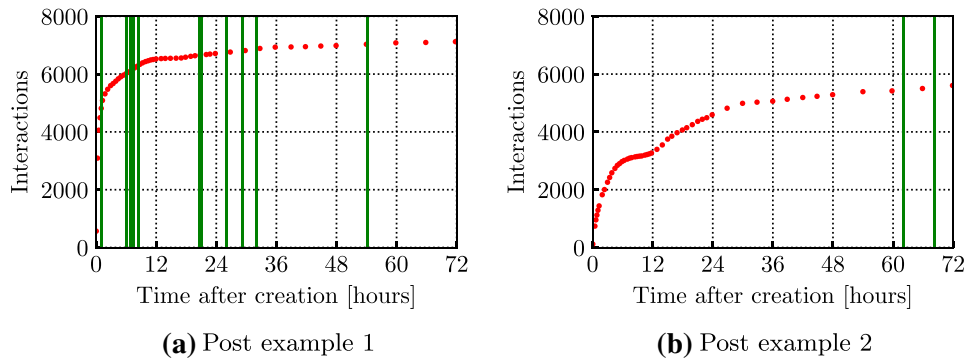 8000
6000
4000
2000
0
Interactions
0 12 24 36 48 60 72
Time after creation [hours]
(a) Post example 1
8000
6000
4000
2000
0
Interactions
0 12 24 36 48 60 72
Time after creation [hours]
(b) Post example 2